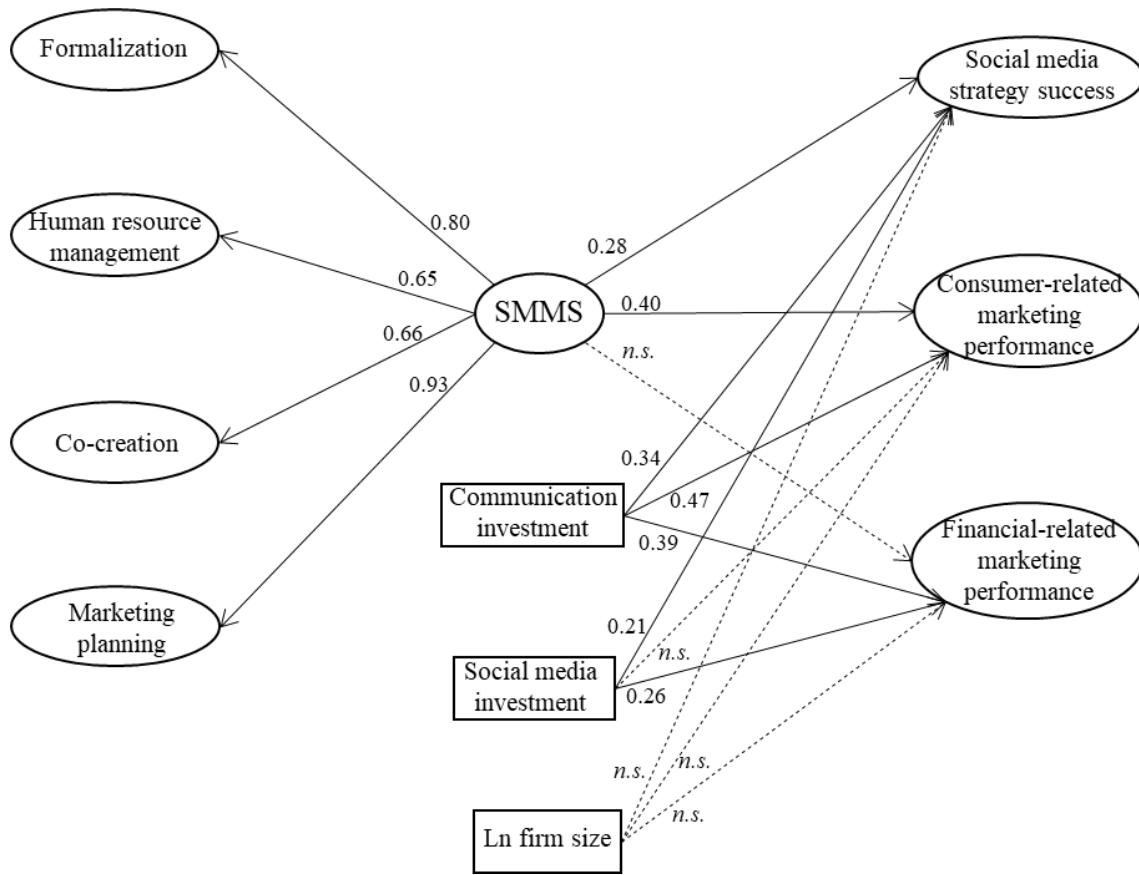 Formalization
Human resource
management
Co-creation
Marketing
planning
0.80
0.65
0.66
0.93
SMMS
0.28
0.40
n.s.
Social media
strategy success
Consumer-related
marketing
performance
Financial-related
marketing
performance
Communication
investment
0.34
0.47
0.39
Social media
investment
0.21
n.s.
0.26
Ln firm size
n.s.
n.s.
n.s.